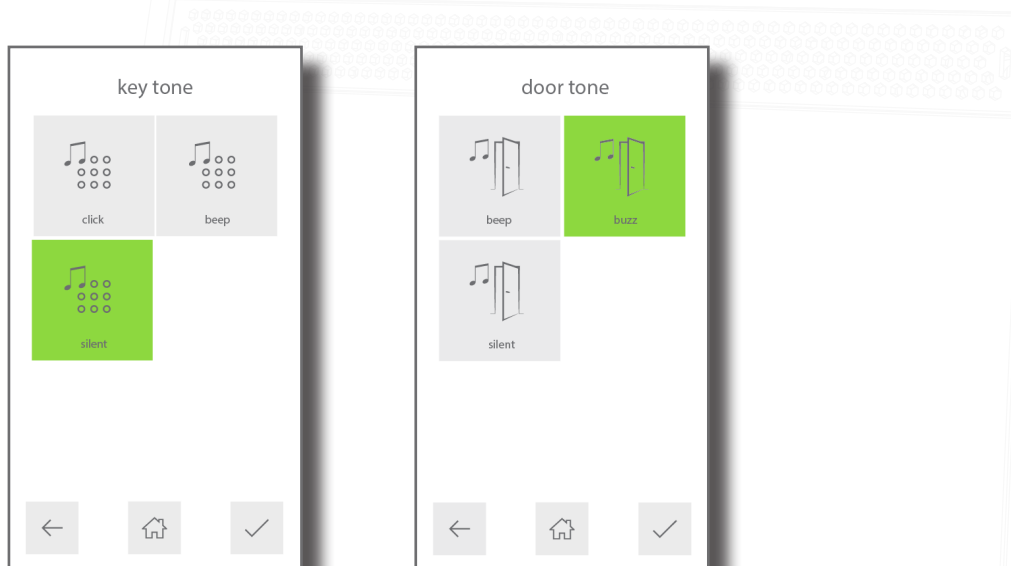 key tone
click
beep
silent
door tone
beep
buzz
silent